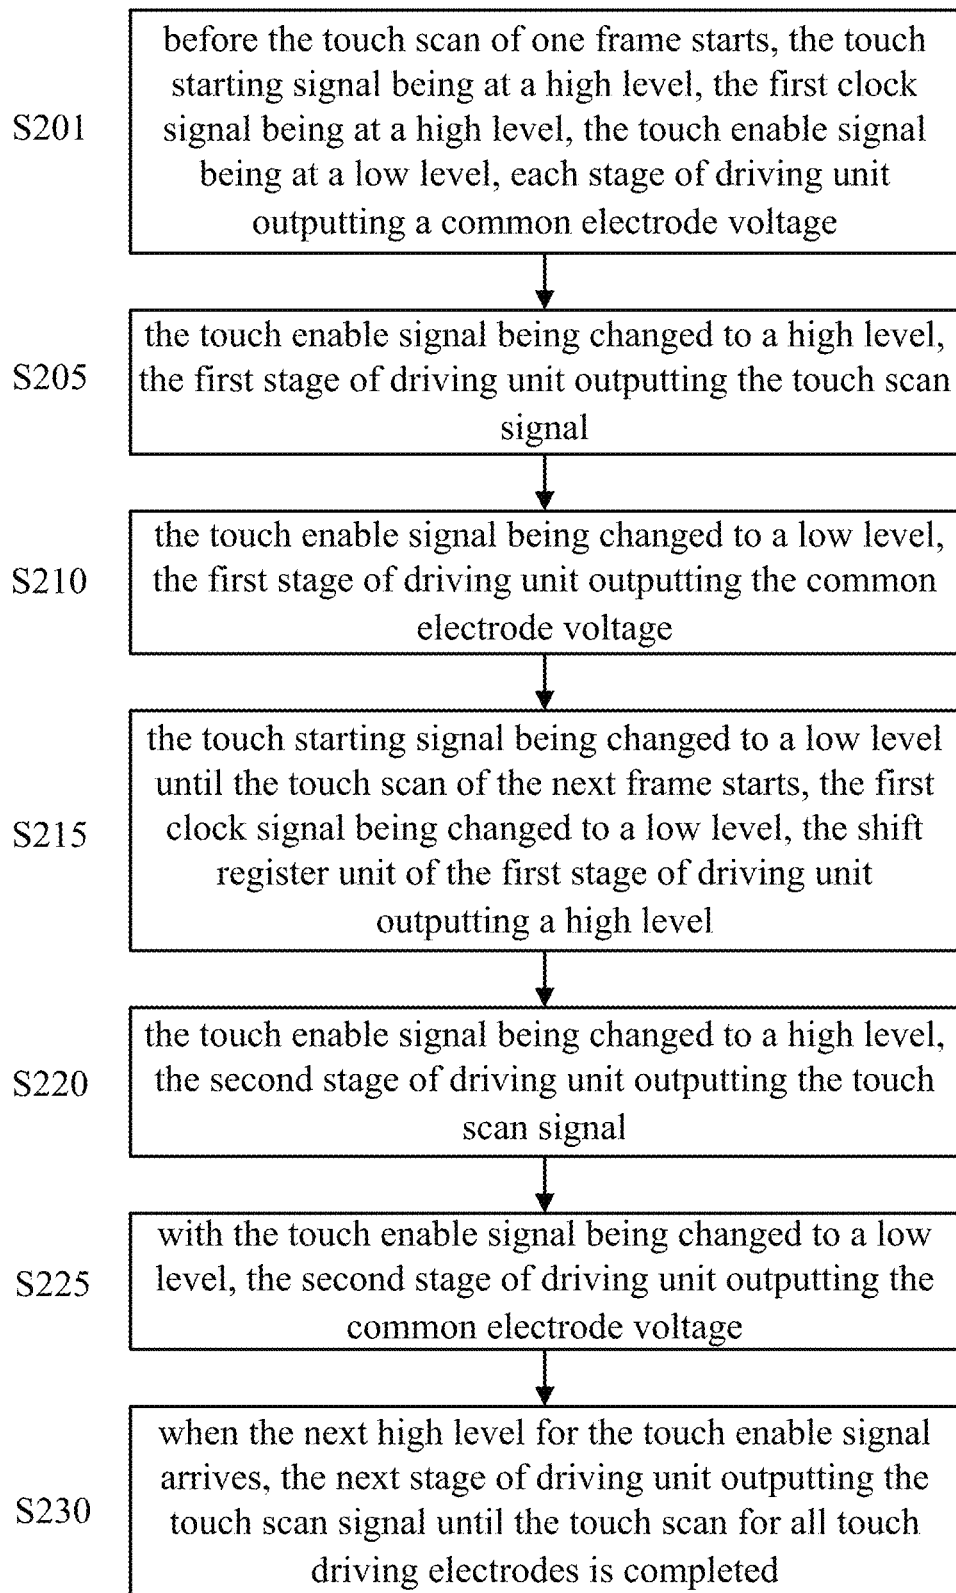 before the touch scan of one frame starts, the touch
starting signal being at a high level, the first clock
S201
signal being at a high level, the touch enable signal
being at a low level, each stage of driving unit
outputting a common electrode voltage
the touch enable signal being changed to a high level,
S205
the first stage of driving unit outputting the touch scan
signal
the touch enable signal being changed to a low level,
S210
the first stage of driving unit outputting the common
electrode voltage
the touch starting signal being changed to a low level
until the touch scan of the next frame starts, the first
S215
clock signal being changed to a low level, the shift
register unit of the first stage of driving unit
outputting a high level
the touch enable signal being changed to a high level,
S220
the second stage of driving unit outputting the touch
scan signal
with the touch enable signal being changed to a low
S225
level, the second stage of driving unit outputting the
common electrode voltage
when the next high level for the touch enable signal
arrives, the next stage of driving unit outputting the
S230
touch scan signal until the touch scan for all touch
driving electrodes is completed